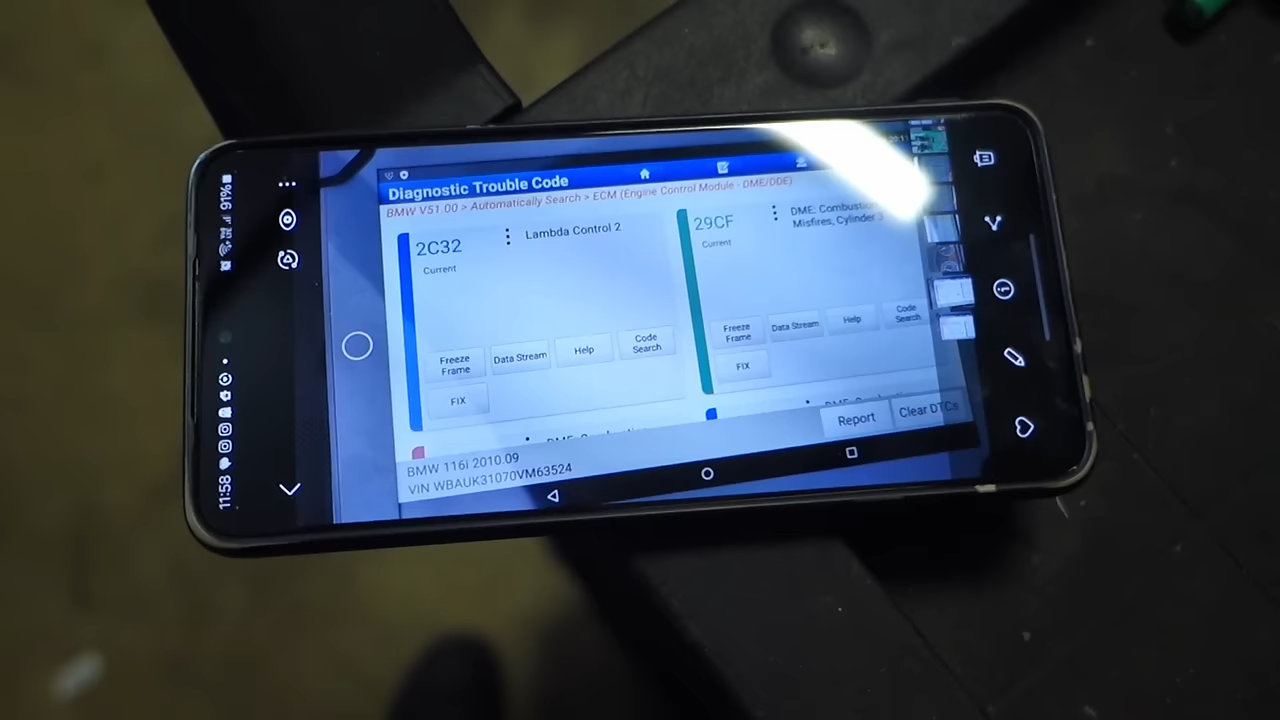 11:58
91%
Diagnostic Trouble Code
BMW V51.00 > Automatically Search > ECM (Engine Control Module - DME/DDE)
2C32
Lambda Control 2
Current
Freeze Frame
Data Stream
Help
Code Search
FIX
29CF
DME: Combustion
Misfires, Cylinder 3
Current
Freeze Frame
Data Stream
Help
Code Search
FIX
Report
Clear DTCs
BMW 116i 2010.09
VIN WBAUK31070VM63524